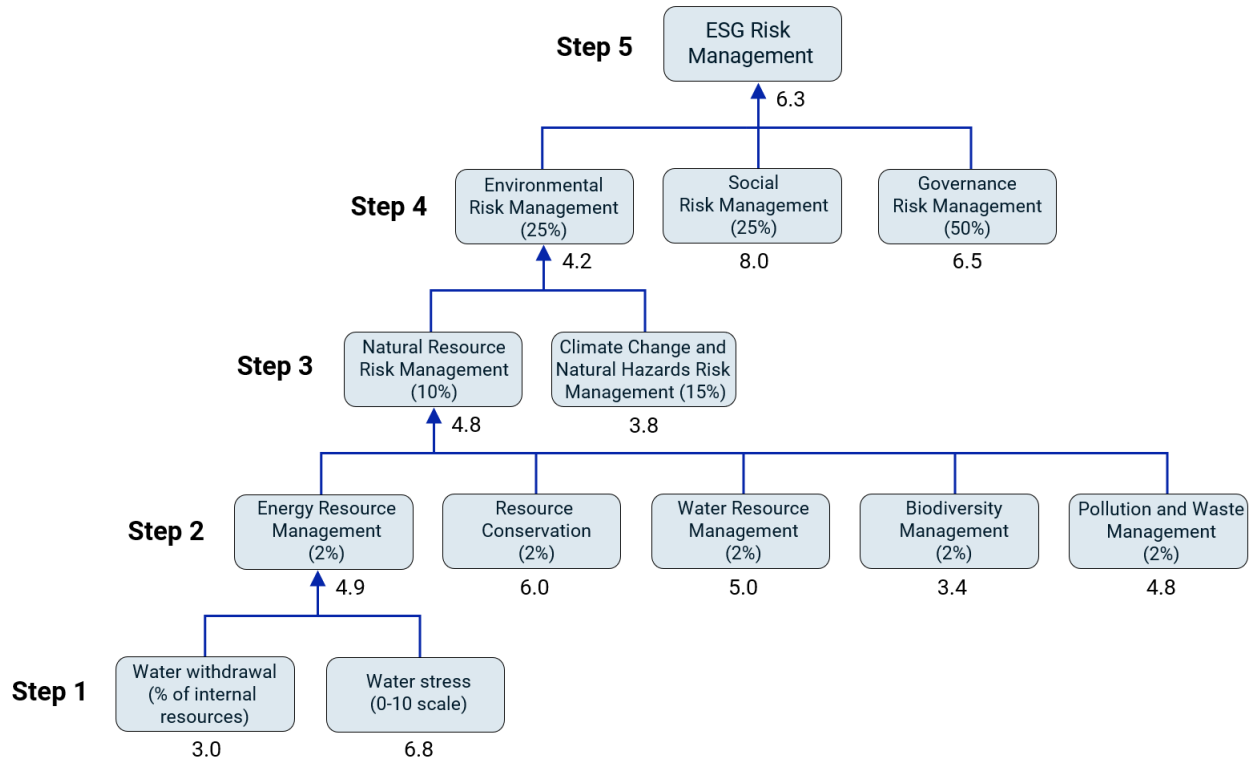 Step 5
ESG Risk
Management
6.3
Step 4
Environmental
Risk Management
(25%)
Social
Risk Management
(25%)
Governance
Risk Management
(50%)
4.2
8.0
6.5
Step 3
Natural Resource
Risk Management
(10%)
Climate Change and
Natural Hazards Risk
Management (15%)
4.8
3.8
Step 2
Energy Resource
Management
(2%)
Resource
Conservation
(2%)
Water Resource
Management
(2%)
Biodiversity
Management
(2%)
Pollution and Waste
Management
(2%)
4.9
6.0
5.0
3.4
4.8
Step 1
Water withdrawal
(% of internal
resources)
Water stress
(0-10 scale)
3.0
6.8